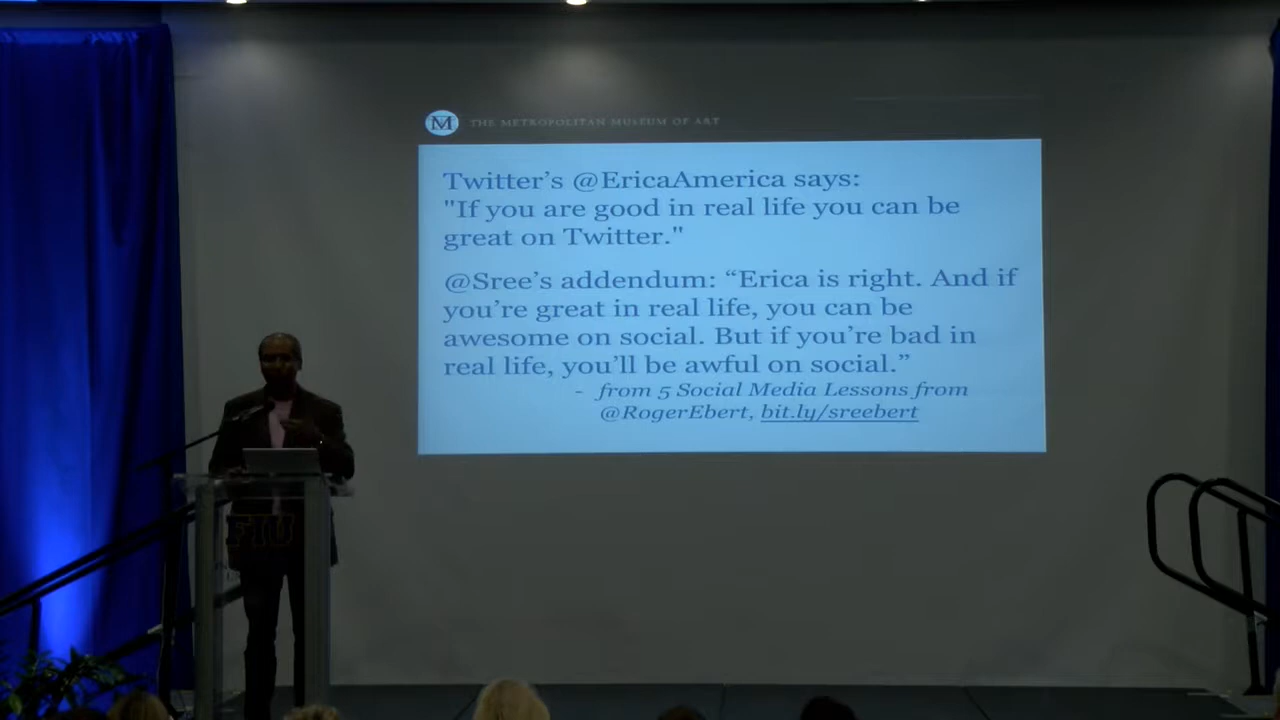 M THE METROPOLITAN MUSEUM OF ART
Twitter's @EricaAmerica says:
"If you are good in real life you can be
great on Twitter."
@Sree's addendum: “Erica is right. And if
you're great in real life, you can be
awesome on social. But if you're bad in
real life, you'll be awful on social.”
- from 5 Social Media Lessons from
@RogerEbert, bit.ly/sreebert
FIU